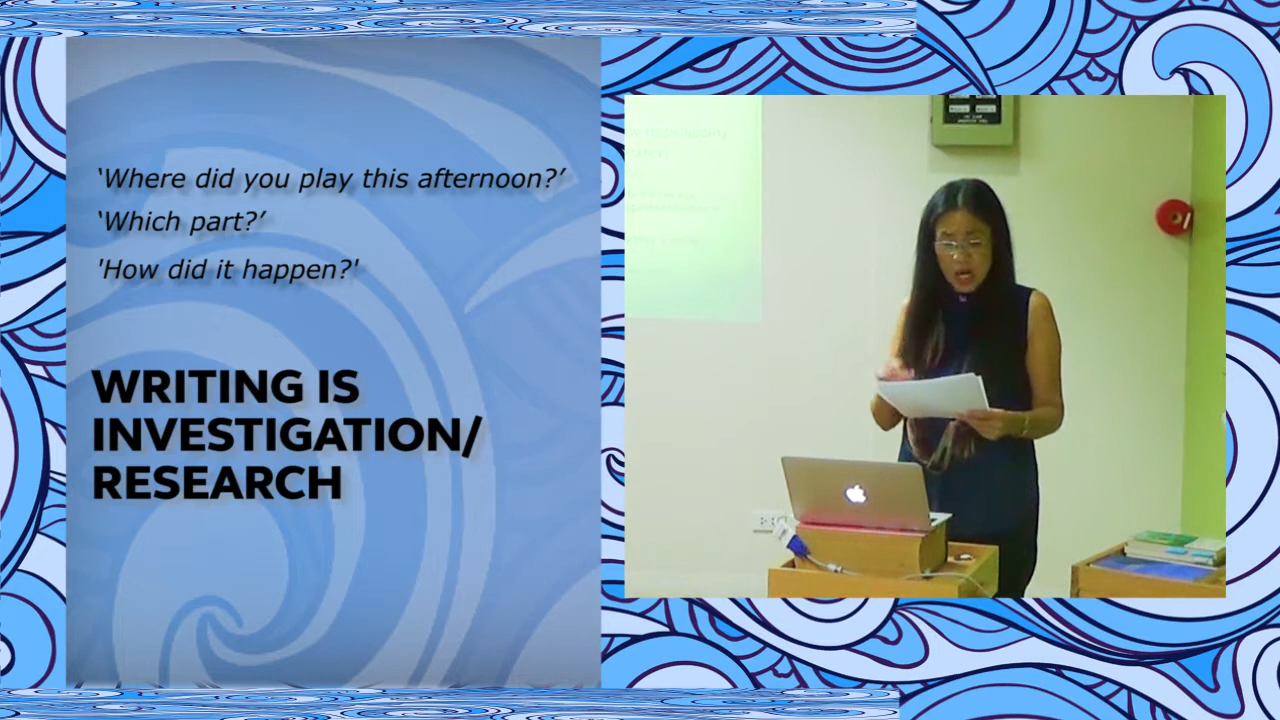 ‘Where did you play this afternoon?’
‘Which part?’
'How did it happen?'
WRITING IS
INVESTIGATION/
RESEARCH